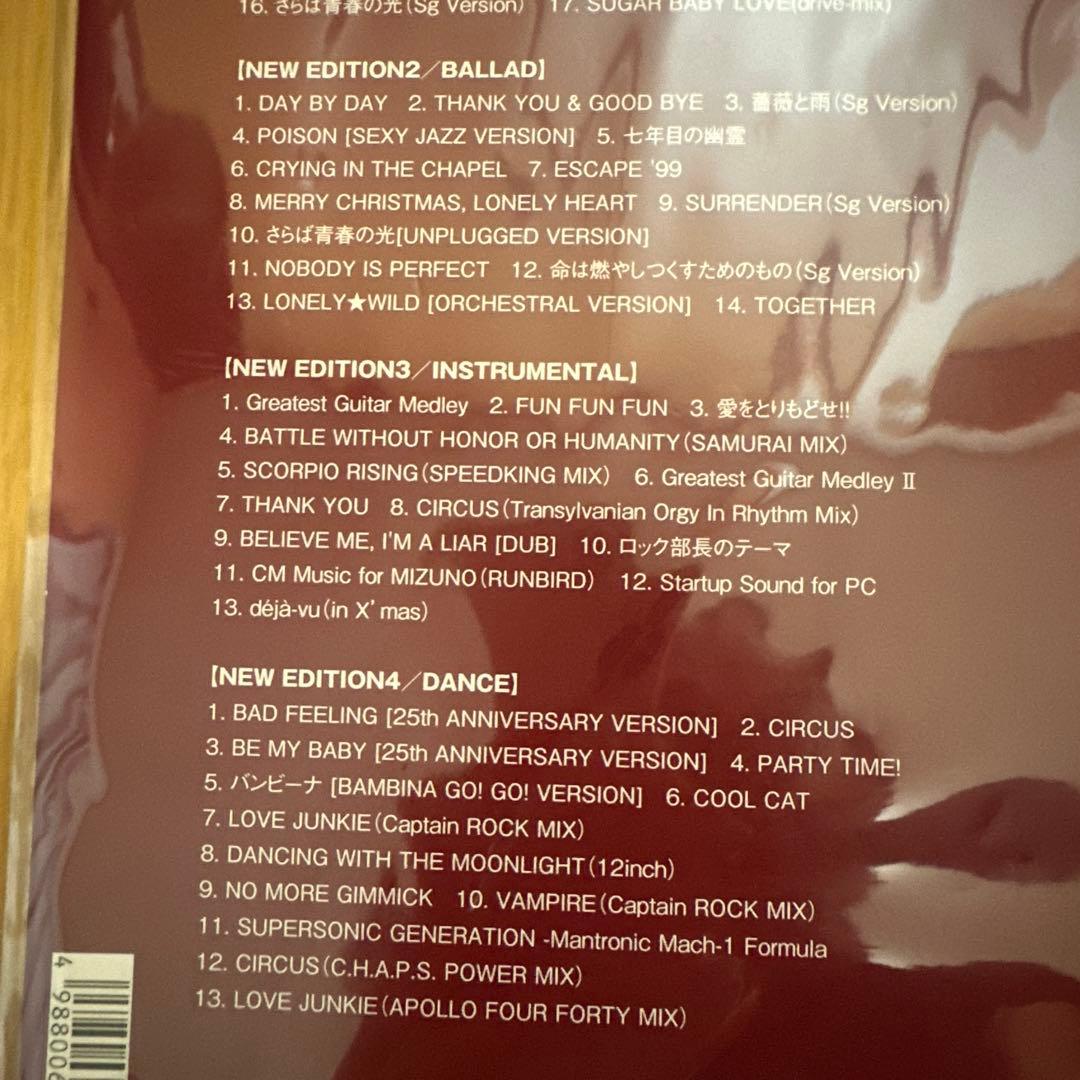 16. さらば青春の光(Sg Version) 17. SUGAR BABY LOVE(drive-mix)
【NEW EDITION2／BALLAD】
1. DAY BY DAY 2. THANK YOU & GOOD BYE 3. 薔薇と雨(Sg Version)
4. POISON [SEXY JAZZ VERSION] 5. 七年目の幽霊
6. CRYING IN THE CHAPEL 7. ESCAPE '99
8. MERRY CHRISTMAS, LONELY HEART 9. SURRENDER(Sg Version)
10. さらば青春の光[UNPLUGGED VERSION]
11. NOBODY IS PERFECT 12. 命は燃やしつくすためのもの(Sg Version)
13. LONELY★WILD [ORCHESTRAL VERSION] 14. TOGETHER
【NEW EDITION3／INSTRUMENTAL】
1. Greatest Guitar Medley 2. FUN FUN FUN 3. 愛をとりもどせ!!
4. BATTLE WITHOUT HONOR OR HUMANITY(SAMURAI MIX)
5. SCORPIO RISING(SPEEDKING MIX) 6. Greatest Guitar Medley II
7. THANK YOU 8. CIRCUS(Transylvanian Orgy In Rhythm Mix)
9. BELIEVE ME, I'M A LIAR [DUB] 10. ロック部長のテーマ
11. CM Music for MIZUNO(RUNBIRD) 12. Startup Sound for PC
13. déjà-vu(in X'mas)
【NEW EDITION4／DANCE】
1. BAD FEELING [25th ANNIVERSARY VERSION] 2. CIRCUS
3. BE MY BABY [25th ANNIVERSARY VERSION] 4. PARTY TIME!
5. バンビーナ [BAMBINA GO! GO! VERSION] 6. COOL CAT
7. LOVE JUNKIE(Captain ROCK MIX)
8. DANCING WITH THE MOONLIGHT(12inch)
9. NO MORE GIMMICK 10. VAMPIRE(Captain ROCK MIX)
11. SUPERSONIC GENERATION -Mantronic Mach-1 Formula
12. CIRCUS(C.H.A.P.S. POWER MIX)
13. LOVE JUNKIE(APOLLO FOUR FORTY MIX)
4 988006